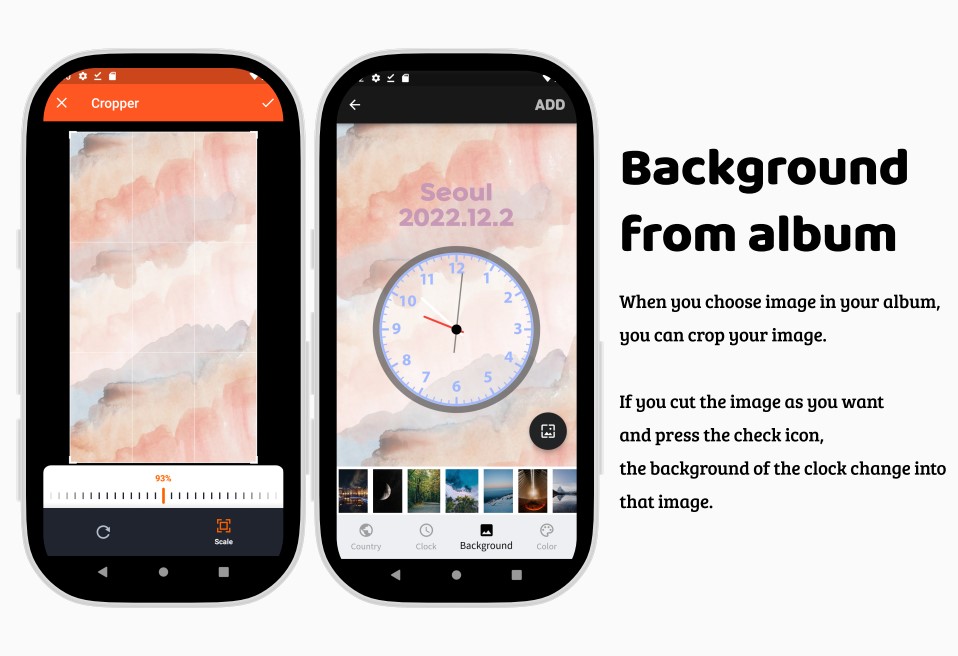 Cropper
93%
Scale
ADD
Seoul
2022.12.2
12
1
2
3
4
5
6
7
8
9
10
11
Country
Clock
Background
Color
Background
from album
When you choose image in your album,
you can crop your image.
If you cut the image as you want
and press the check icon,
the background of the clock change into
that image.